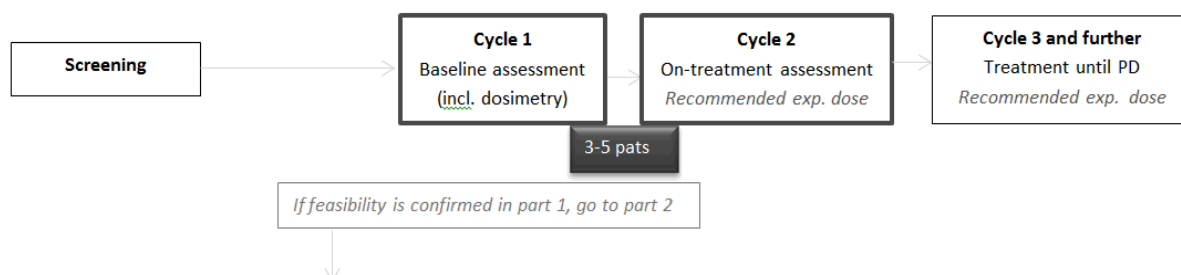 Screening
Cycle 1
Baseline assessment
(incl. dosimetry)
Cycle 2
On-treatment assessment
Recommended exp. dose
Cycle 3 and further
Treatment until PD
Recommended exp. dose
3-5 pats
If feasibility is confirmed in part 1, go to part 2